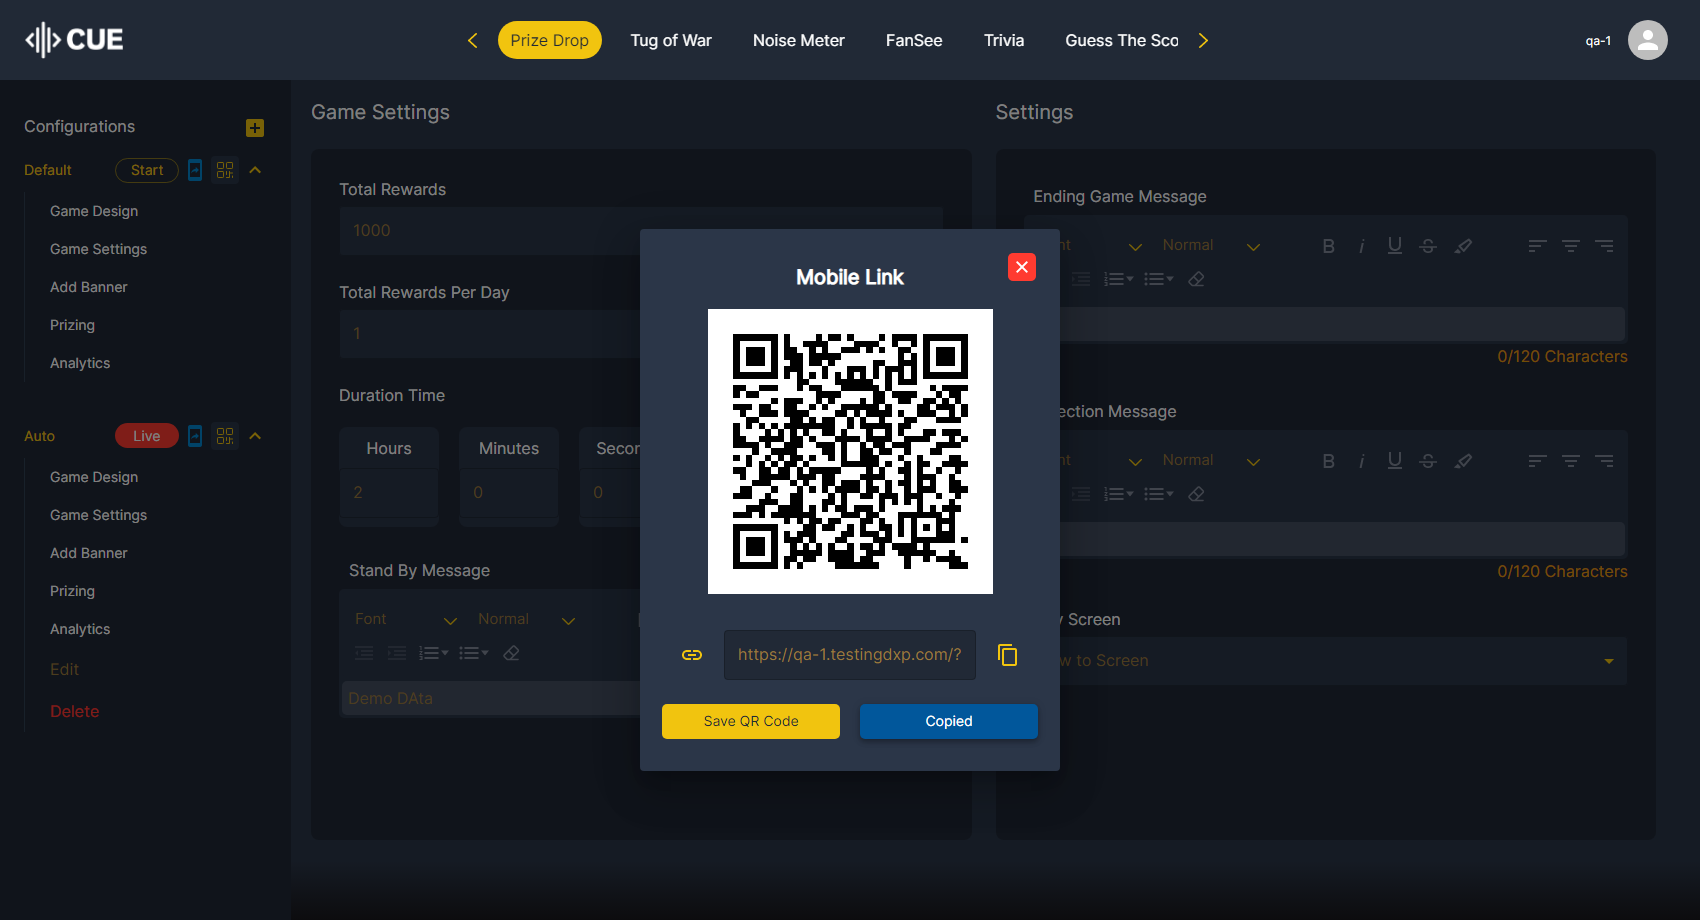 CUE
Prize Drop
Tug of War
Noise Meter
FanSee
Trivia
Guess The Sco
qa-1
Configurations
Default
Start
Game Design
Game Settings
Add Banner
Prizing
Analytics
Auto
Live
Game Design
Game Settings
Add Banner
Prizing
Analytics
Edit
Delete
Game Settings
Total Rewards
1000
Total Rewards Per Day
1
Duration Time
Hours
Minutes
Secon
2
0
0
Stand By Message
Font
Normal
Demo DAta
Mobile Link
https://qa-1.testingdxp.com/?
Save QR Code
Copied
Settings
Ending Game Message
nt
Normal
0/120 Characters
ection Message
nt
Normal
0/120 Characters
y Screen
w to Screen